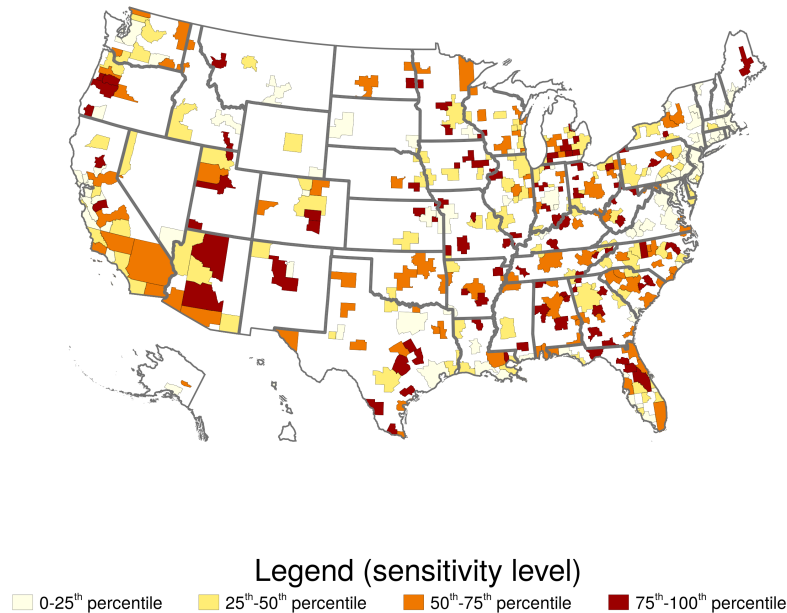 Legend (sensitivity level)
0-25th percentile 25th-50th percentile 50th-75th percentile 75th-100th percentile